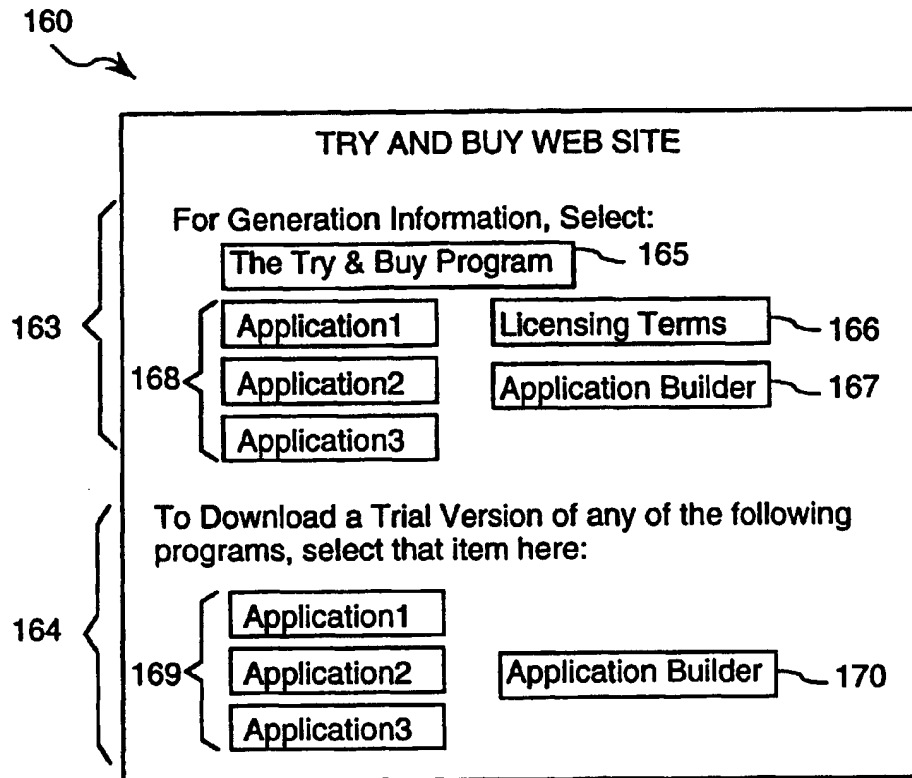 160
TRY AND BUY WEB SITE
For Generation Information, Select:
The Try & Buy Program 165
163
168
Application1 Licensing Terms 166
Application2 Application Builder 167
Application3
To Download a Trial Version of any of the following
programs, select that item here:
164
169
Application1
Application2 Application Builder 170
Application3